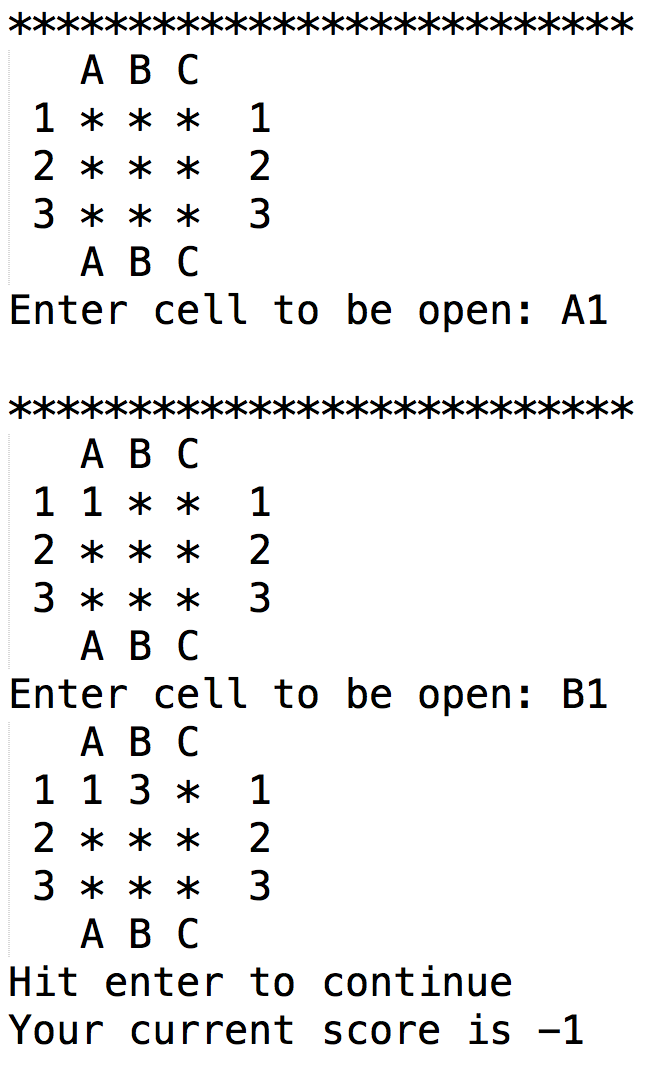 **************************
A B C
1 * * * 1
2 * * * 2
3 * * * 3
A B C
Enter cell to be open: A1
**************************
A B C
1 1 * * 1
2 * * * 2
3 * * * 3
A B C
Enter cell to be open: B1
A B C
1 1 3 * 1
2 * * * 2
3 * * * 3
A B C
Hit enter to continue
Your current score is -1